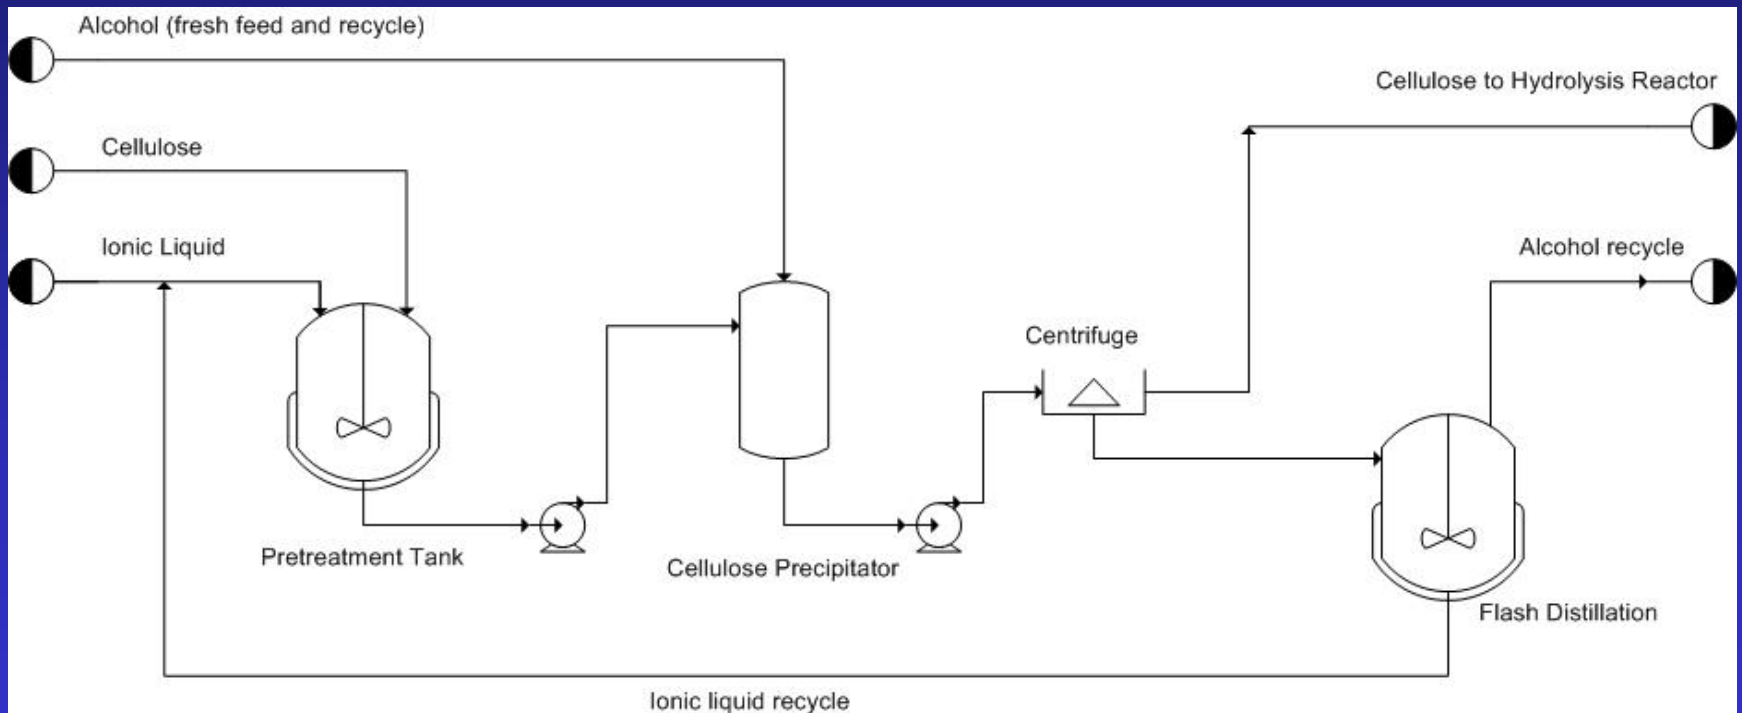 Alcohol (fresh feed and recycle)
Cellulose to Hydrolysis Reactor
Cellulose
Ionic Liquid
Alcohol recycle
Centrifuge
Pretreatment Tank
Cellulose Precipitator
Flash Distillation
Ionic liquid recycle